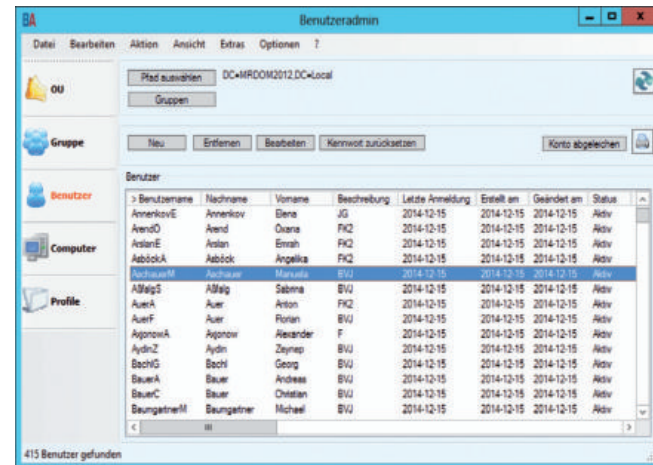 BA Benutzeradmin
Datei Bearbeiten Aktion Ansicht Extras Optionen ?
OU
Pfad auswählen DC=MRDOM2012,DC=Local
Gruppen
Gruppe
Neu Entfernen Bearbeiten Kennwort zurücksetzen Konto abgeleichen
Benutzer
Benutzer
> Benutzername Nachname Vorname Beschreibung Letzte Anmeldung Erstellt am Geändert am Status
AnnenkovE Annenkov Elena JG 2014-12-15 2014-12-15 2014-12-15 Aktiv
ArendO Arend Oxana FK2 2014-12-15 2014-12-15 2014-12-15 Aktiv
Computer
ArslanE Arslan Emrah FK2 2014-12-15 2014-12-15 2014-12-15 Aktiv
AsböckA Asböck Angelika FK2 2014-12-15 2014-12-15 2014-12-15 Aktiv
AschauerM Aschauer Manuela BVJ 2014-12-15 2014-12-15 2014-12-15 Aktiv
AßfalgS Aßfalg Sabrina BVJ 2014-12-15 2014-12-15 2014-12-15 Aktiv
Profile
AuerA Auer Anton FK2 2014-12-15 2014-12-15 2014-12-15 Aktiv
AuerF Auer Florian BVJ 2014-12-15 2014-12-15 2014-12-15 Aktiv
AxjonowA Axjonow Alexander F 2014-12-15 2014-12-15 2014-12-15 Aktiv
AydinZ Aydin Zeynep BVJ 2014-12-15 2014-12-15 2014-12-15 Aktiv
BachlG Bachl Georg BVJ 2014-12-15 2014-12-15 2014-12-15 Aktiv
BauerA Bauer Andreas BVJ 2014-12-15 2014-12-15 2014-12-15 Aktiv
BauerC Bauer Christian BVJ 2014-12-15 2014-12-15 2014-12-15 Aktiv
BaumgartnerM Baumgartner Michael BVJ 2014-12-15 2014-12-15 2014-12-15 Aktiv
415 Benutzer gefunden